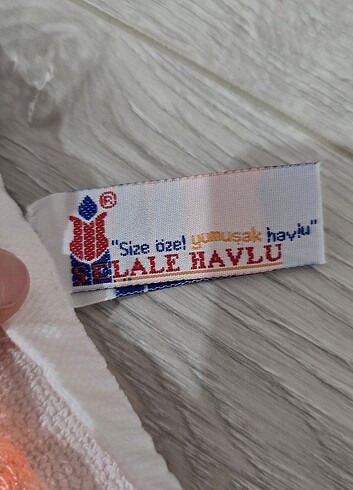 ®
"Size özel yumuşak havlu"
ŞELALE HAVLU